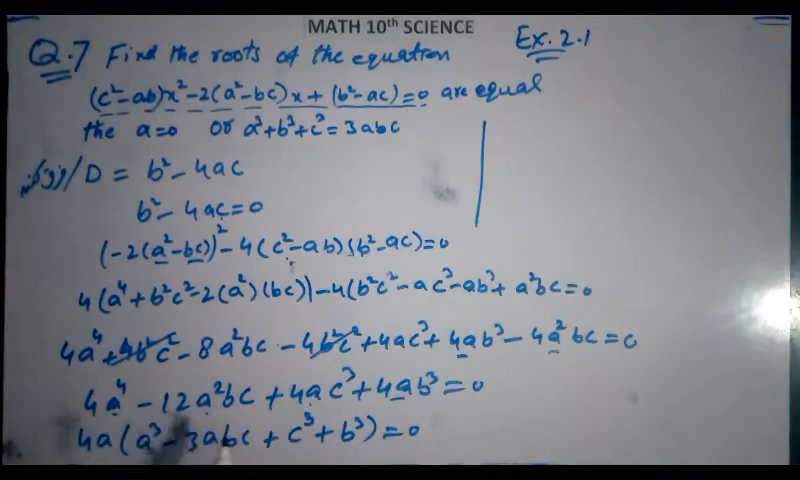 MATH 10th SCIENCE
Q.7 Find the roots of the equation Ex. 2.1
(c²-ab)x²-2(a²-bc)x+(b²-ac)=0 are equal
the a=0 or a³+b³+c³=3abc
D = b²-4ac
b²-4ac=0
(-2(a²-bc))²-4(c²-ab)(b²-ac)=0
4(a⁴+b²c²-2(a²)(bc))-4(b²c²-ac³-ab³+a²bc=0
4a⁴+4b²c²-8a²bc-4b²c²+4ac³+4ab³-4a²bc=0
4a⁴-12a²bc+4ac³+4ab³=0
4a(a³-3abc+c³+b³)=0